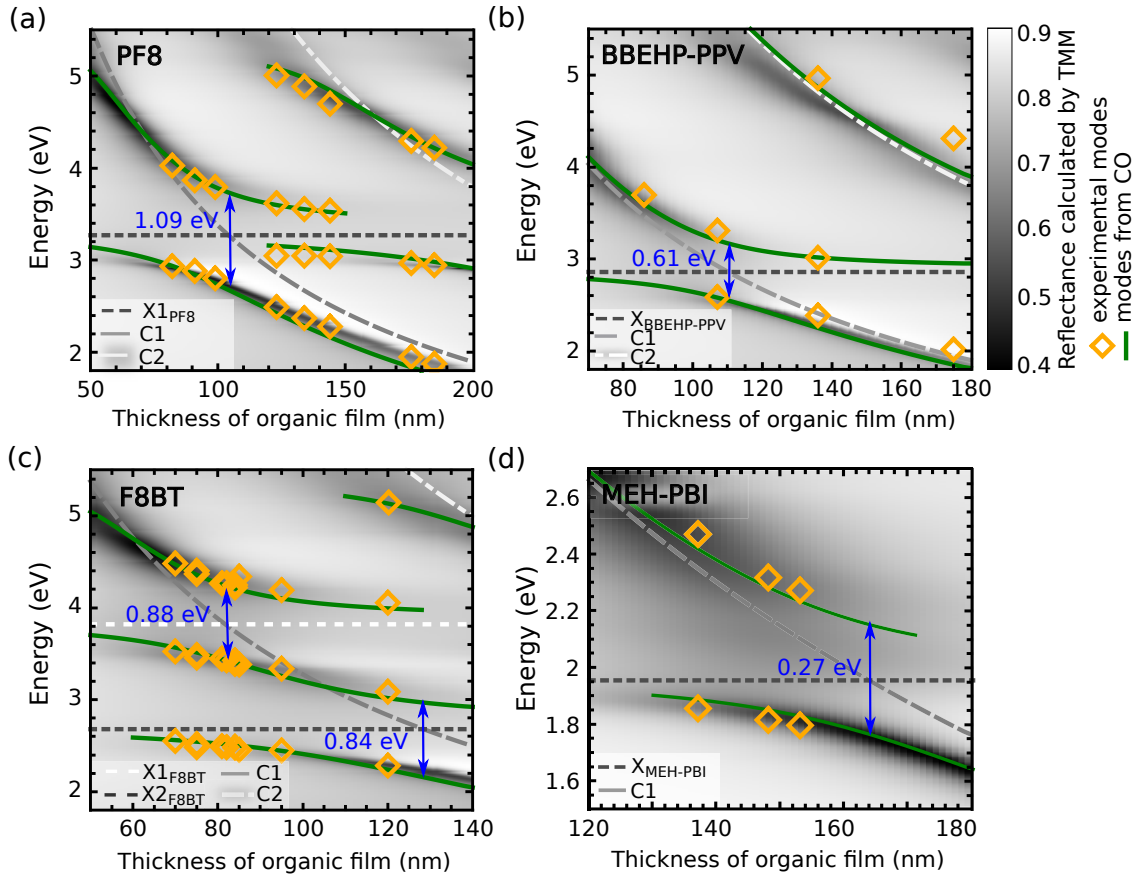 (a)
PF8
1.09 eV
X1PF8
C1
C2
5
4
3
2
Energy (eV)
50
100
150
200
Thickness of organic film (nm)
(b)
BBEHP-PPV
0.61 eV
XBBEHP-PPV
C1
C2
5
4
3
2
Energy (eV)
80
100
120
140
160
180
Thickness of organic film (nm)
0.9
0.8
0.7
0.6
0.5
0.4
Reflectance calculated by TMM
experimental modes
modes from CO
(c)
F8BT
0.88 eV
0.84 eV
X1F8BT
C1
X2F8BT
C2
5
4
3
2
Energy (eV)
60
80
100
120
140
Thickness of organic film (nm)
(d)
MEH-PBI
0.27 eV
XMEH-PBI
C1
2.6
2.4
2.2
2
1.8
1.6
Energy (eV)
120
140
160
180
Thickness of organic film (nm)